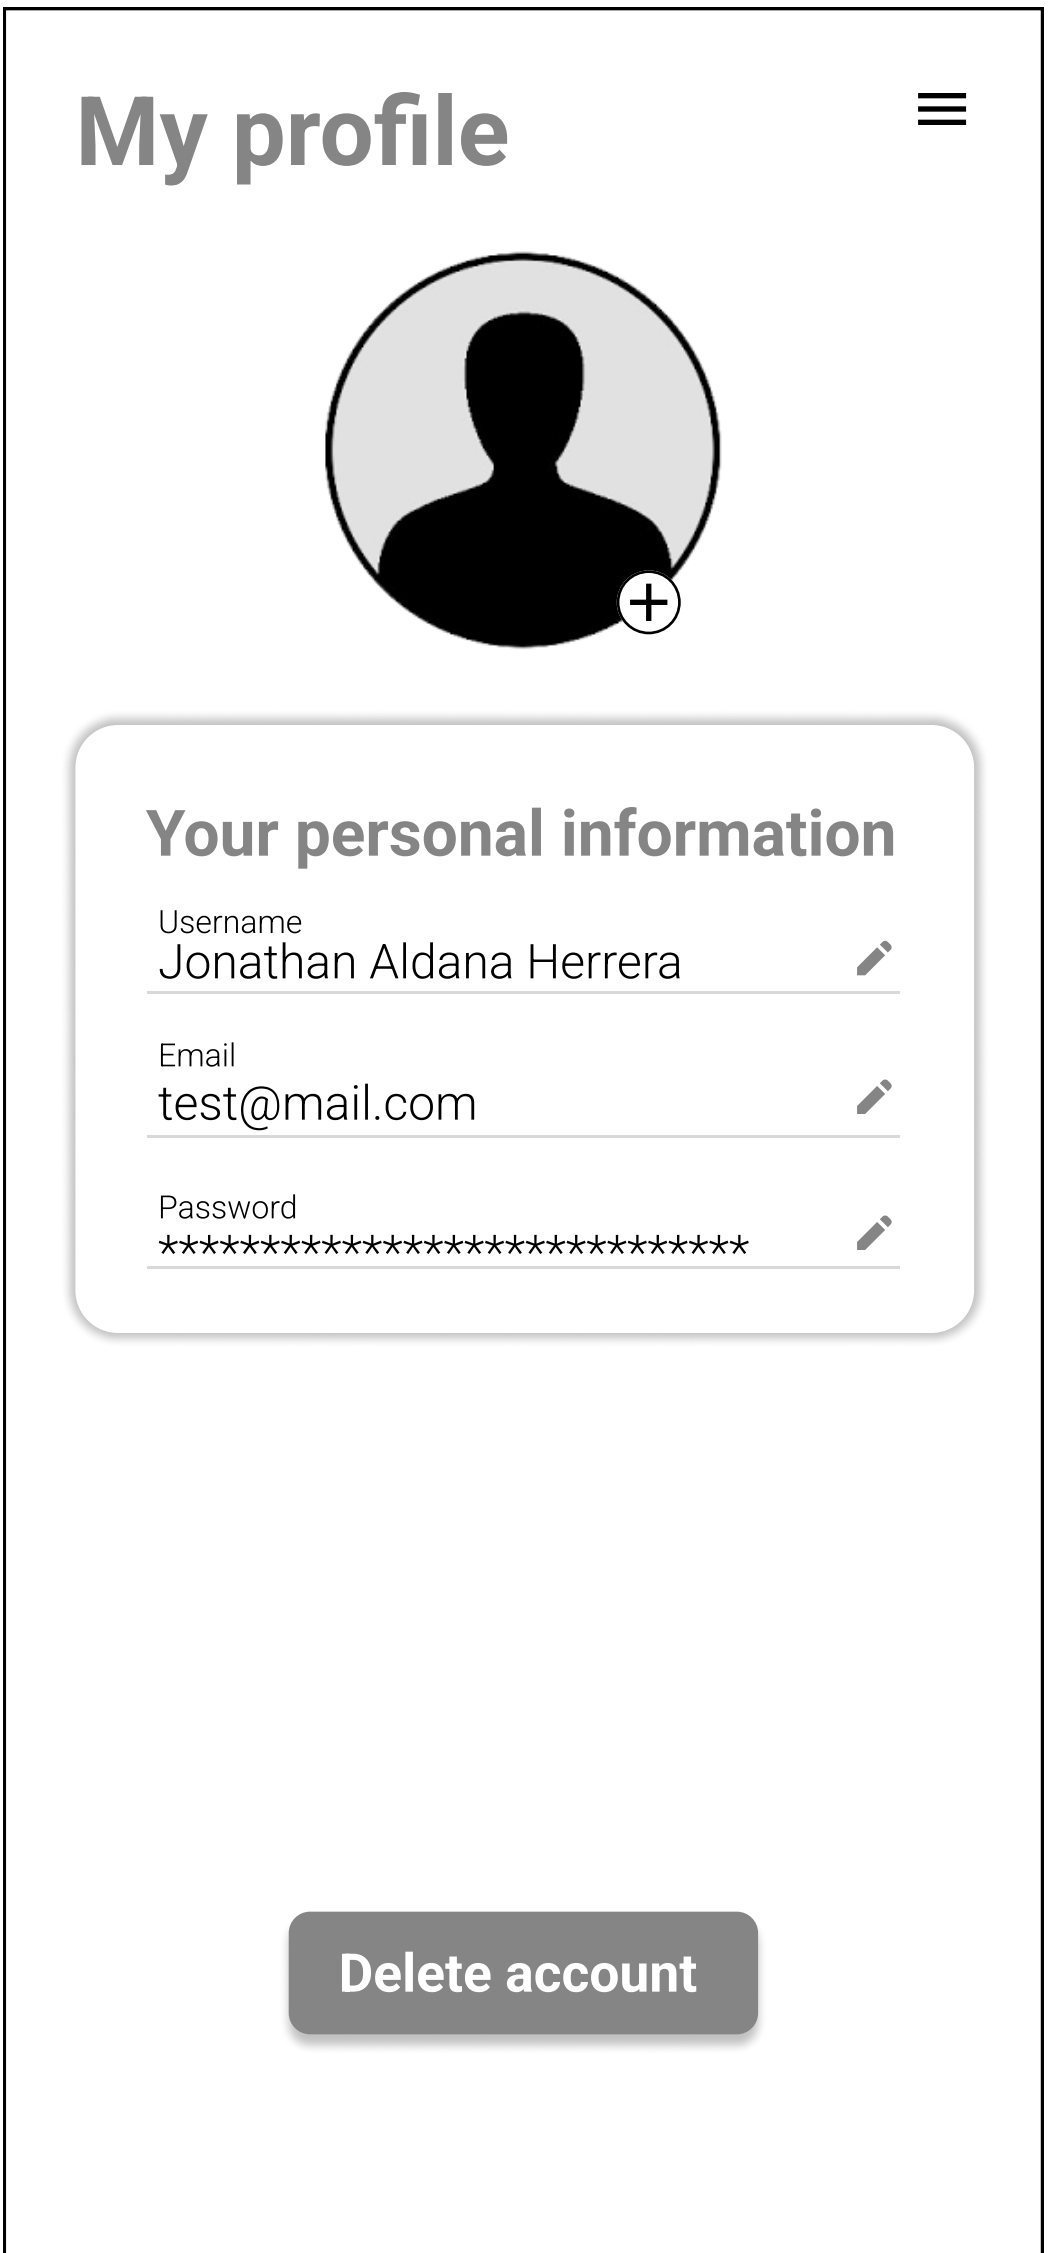 My profile
Your personal information
Username
Jonathan Aldana Herrera
Email
test@mail.com
Password
*****************************
Delete account